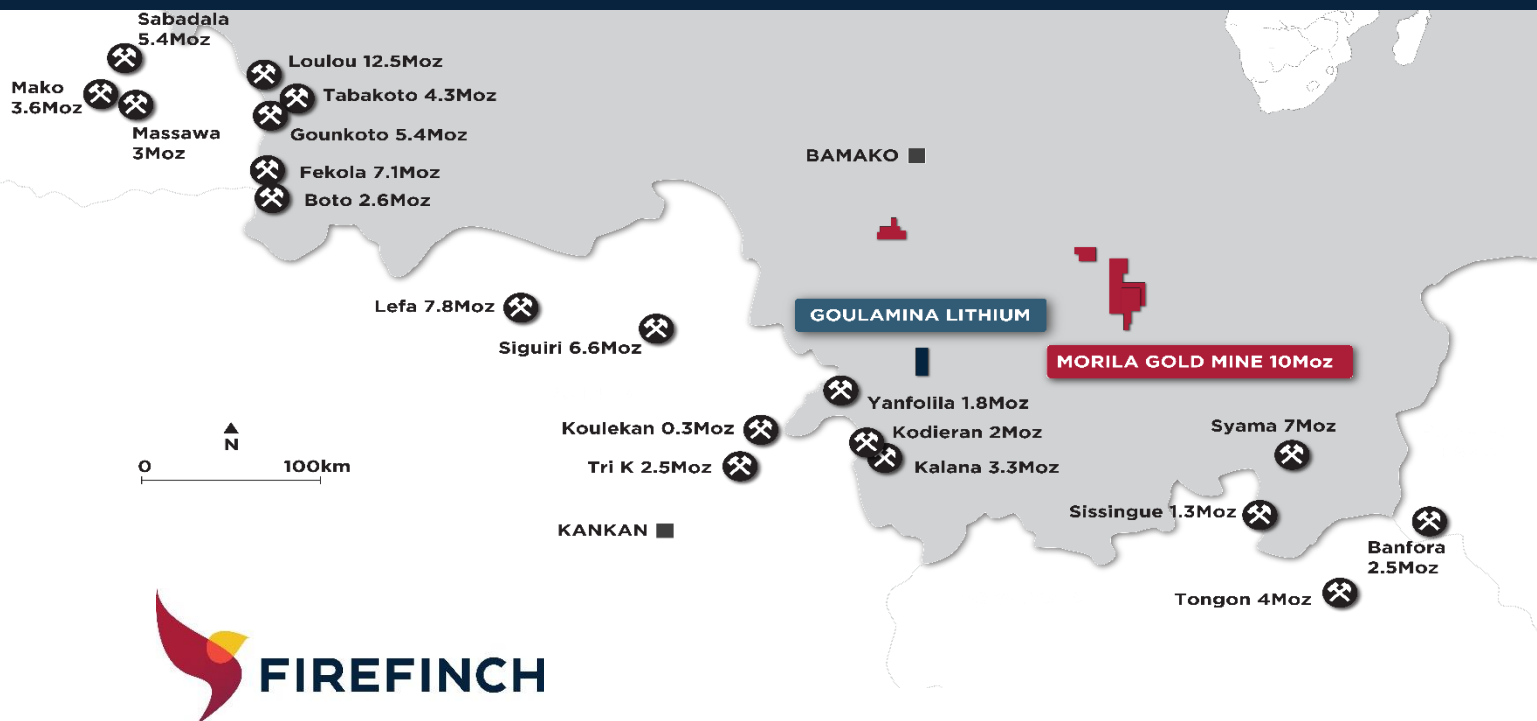 Sabadala
5.4Moz
Loulou 12.5Moz
Mako
3.6Moz
Tabakoto 4.3Moz
Massawa
3Moz
Gounkoto 5.4Moz
BAMAKO
Fekola 7.1Moz
Boto 2.6Moz
Lefa 7.8Moz
GOULAMINA LITHIUM
Siguiri 6.6Moz
MORILA GOLD MINE 10Moz
Yanfolila 1.8Moz
Koulekan 0.3Moz
Kodieran 2Moz
Syama 7Moz
N
0 100km
Tri K 2.5Moz
Kalana 3.3Moz
Sissingue 1.3Moz
KANKAN
Banfora
2.5Moz
Tongon 4Moz
FIREFINCH